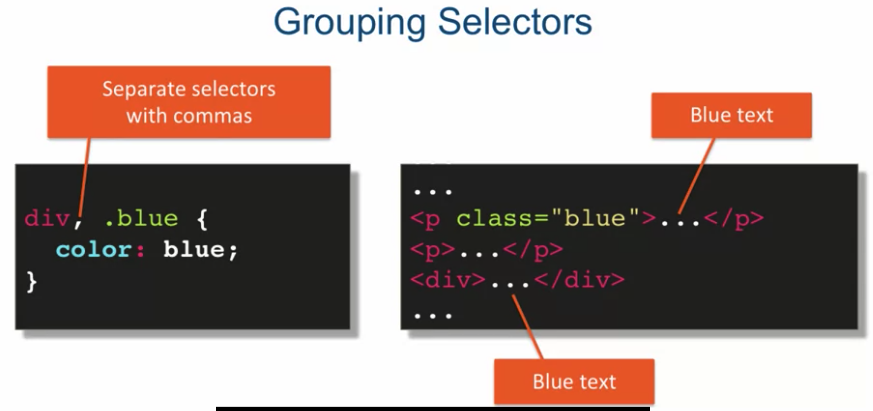 Grouping Selectors
Separate selectors
with commas
div, .blue {
  color: blue;
}
Blue text
...
...
<p class="blue">...</p>
<p>...</p>
<div>...</div>
...
Blue text